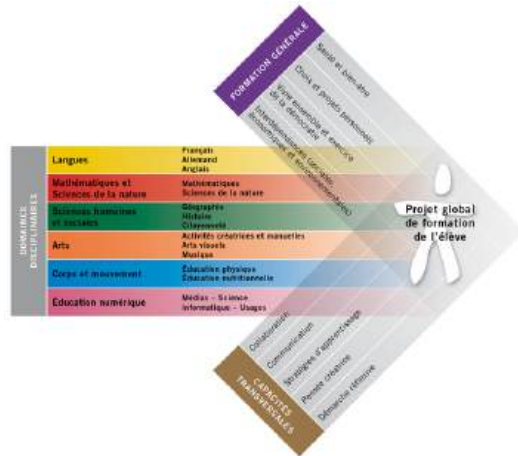 FORMATION GÉNÉRALE
Santé et bien-être
Choix et projets personnels
Vivre ensemble et exercice
de la démocratie
Interdépendances (sociales,
économiques et environnementales)
DOMAINES
DISCIPLINAIRES
Langues
Français
Allemand
Anglais
Mathématiques et
Sciences de la nature
Mathématiques
Sciences de la nature
Sciences humaines
et sociales
Géographie
Histoire
Citoyenneté
Arts
Activités créatrices et manuelles
Arts visuels
Musique
Corps et mouvement
Éducation physique
Éducation nutritionnelle
Éducation numérique
Médias – Science
Informatique – Usages
Projet global
de formation
de l'élève
Collaboration
Communication
Stratégies d'apprentissage
Pensée créatrice
Démarche réflexive
CAPACITÉS
TRANSVERSALES